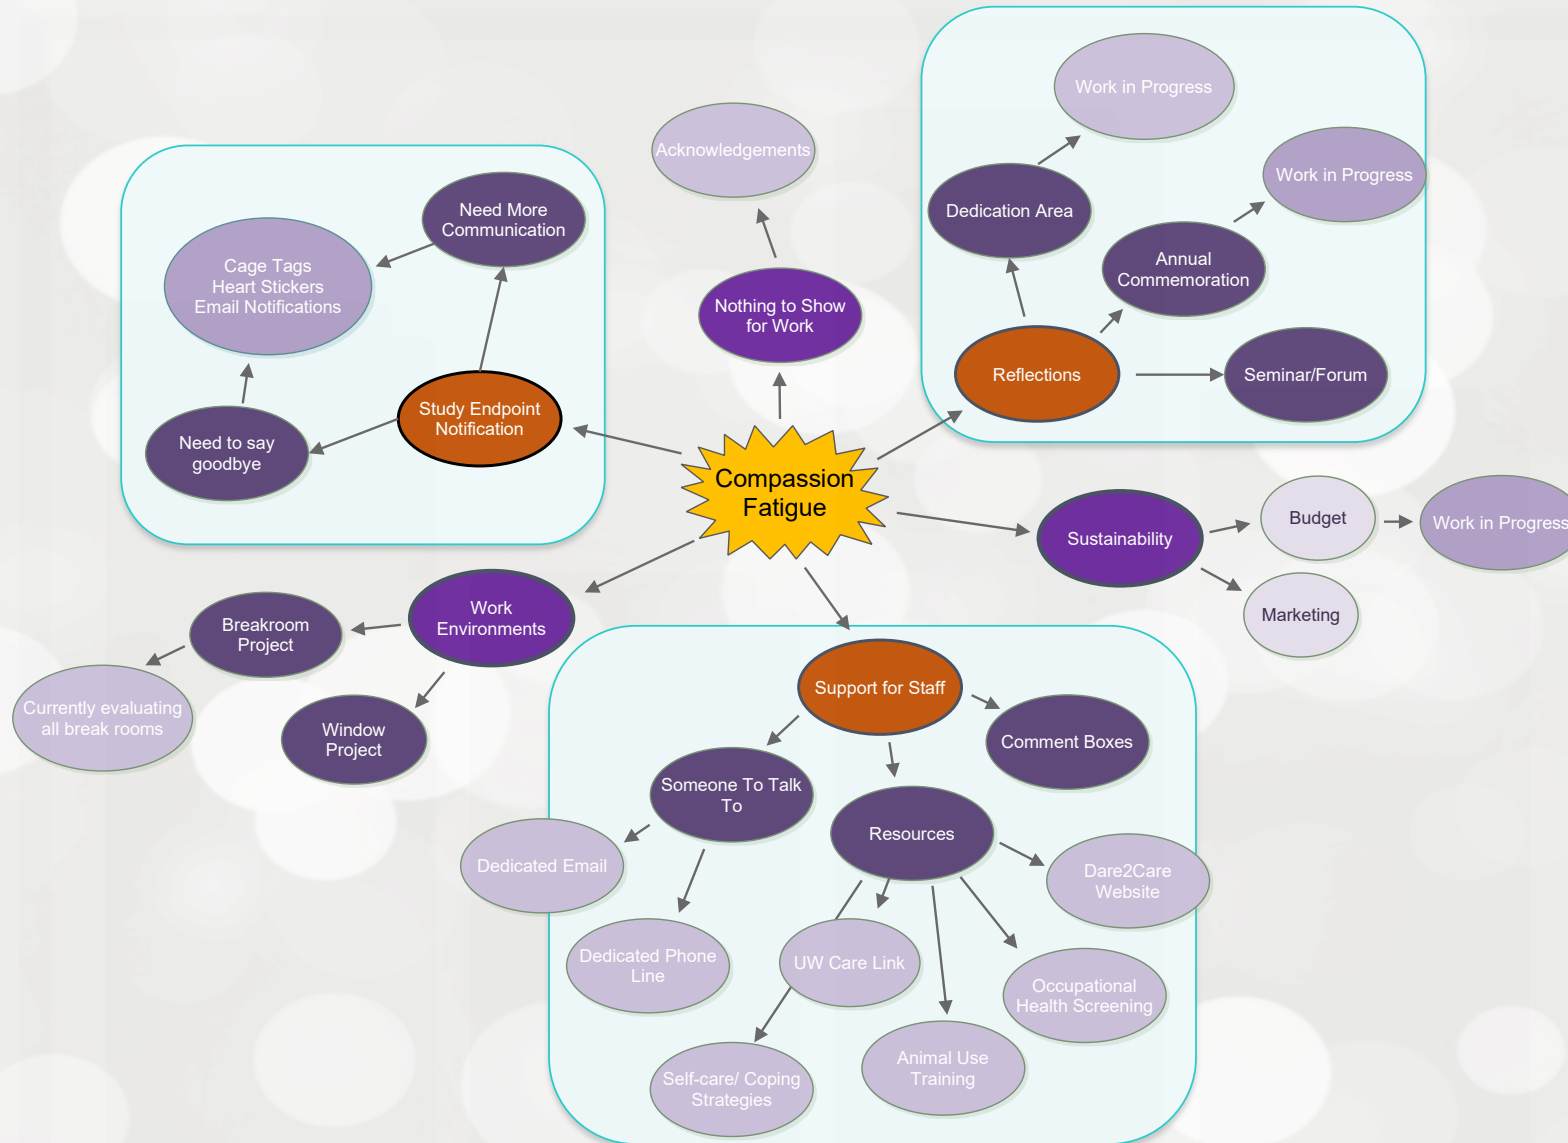 Work in Progress
Acknowledgements
Work in Progress
Need More
Communication
Dedication Area
Cage Tags
Heart Stickers
Email Notifications
Annual
Commemoration
Nothing to Show
for Work
Reflections
Seminar/Forum
Study Endpoint
Notification
Need to say
goodbye
Compassion
Fatigue
Sustainability
Budget
Work in Progress
Marketing
Work
Environments
Breakroom
Project
Currently evaluating
all break rooms
Window
Project
Support for Staff
Comment Boxes
Someone To Talk
To
Resources
Dedicated Email
Dare2Care
Website
Dedicated Phone
Line
UW Care Link
Occupational
Health Screening
Animal Use
Training
Self-care/ Coping
Strategies